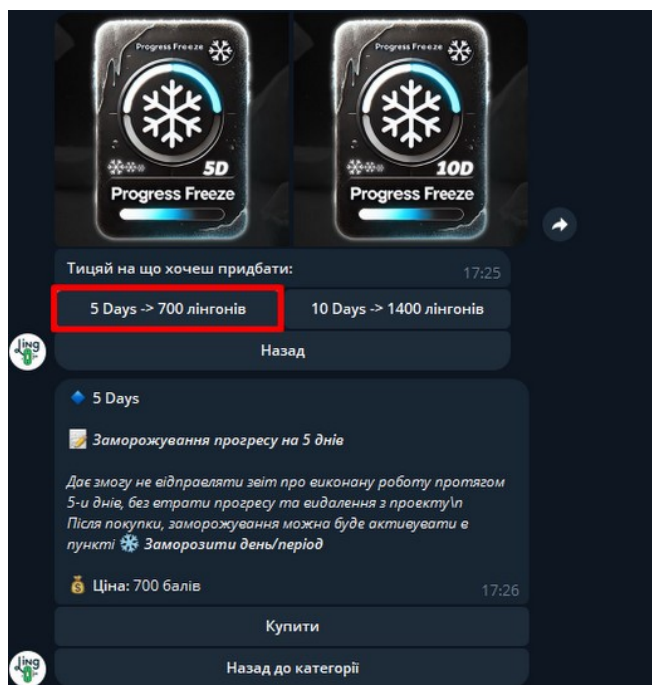 Progress Freeze
Progress Freeze
5D
10D
Progress Freeze
Progress Freeze
Тицяй на що хочеш придбати:
17:25
5 Days -> 700 лінгонів
10 Days -> 1400 лінгонів
Назад
Jing
5 Days
Заморожування прогресу на 5 днів
Дає змогу не відправляти звіт про виконану роботу протягом
5-и днів, без втрати прогресу та видалення з проекту\n
Після покупки, заморожування можна буде активувати в
пункті ❄ Заморозити день/період
Ціна: 700 балів
17:26
Купити
Jing
Назад до категорії